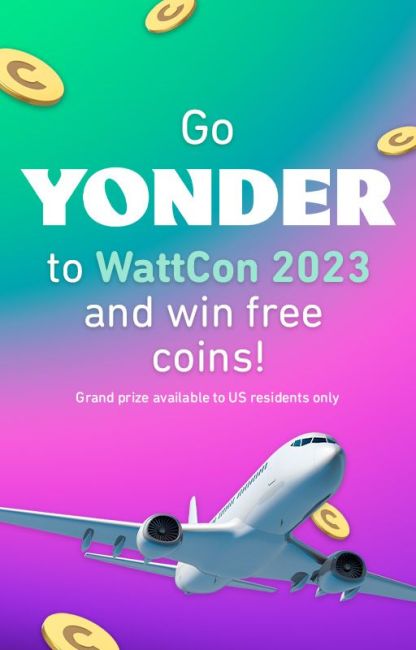 Go
YONDER
to WattCon 2023
and win free
coins!
Grand prize available to US residents only
C
C
C
C